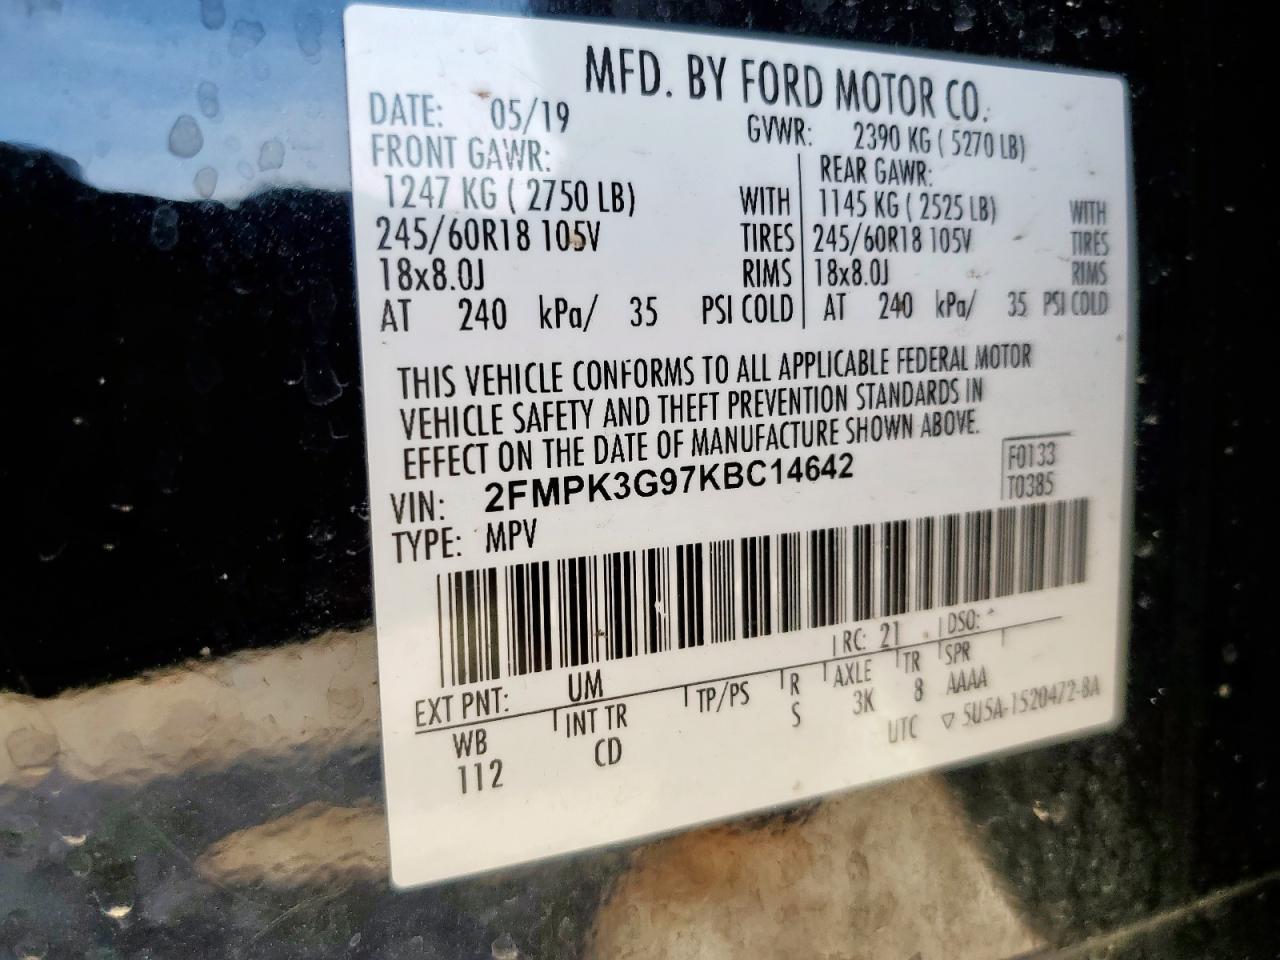 MFD. BY FORD MOTOR CO.
DATE: 05/19 GVWR: 2390 KG ( 5270 LB)
FRONT GAWR: REAR GAWR:
1247 KG ( 2750 LB) WITH 1145 KG ( 2525 LB) WITH
245/60R18 105V TIRES 245/60R18 105V TIRES
18x8.0J RIMS 18x8.0J RIMS
AT 240 kPa/ 35 PSI COLD AT 240 kPa/ 35 PSI COLD
THIS VEHICLE CONFORMS TO ALL APPLICABLE FEDERAL MOTOR
VEHICLE SAFETY AND THEFT PREVENTION STANDARDS IN
EFFECT ON THE DATE OF MANUFACTURE SHOWN ABOVE.
VIN: 2FMPK3G97KBC14642 F0133
TYPE: MPV T0385
EXT PNT: UM RC: 21 DSO:
WB INT TR TP/PS R AXLE TR SPR
112 CD S 3K 8 AAAA
UTC ▽ 5U5A-1520472-8A